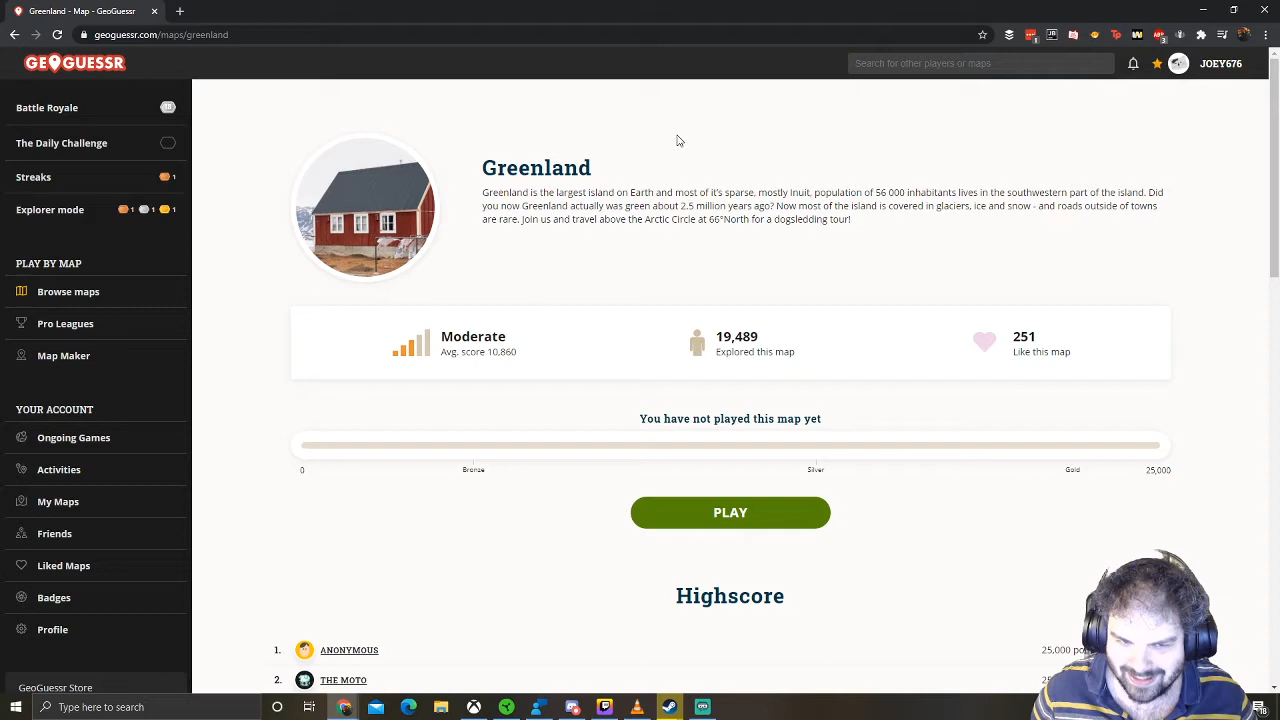 Greenland - Map - GeoGuessr
geoguessr.com/maps/greenland
GEOGUESSR
Search for other players or maps
JOEY676
Battle Royale
The Daily Challenge
Streaks
1
Explorer mode
1
1
1
PLAY BY MAP
Browse maps
Pro Leagues
Map Maker
YOUR ACCOUNT
Ongoing Games
Activities
My Maps
Friends
Liked Maps
Badges
Profile
GeoGuessr Store
Greenland
Greenland is the largest island on Earth and most of it's sparse, mostly Inuit, population of 56 000 inhabitants lives in the southwestern part of the island. Did
you now Greenland actually was green about 2.5 million years ago? Now most of the island is covered in glaciers, ice and snow - and roads outside of towns
are rare. Join us and travel above the Arctic Circle at 66°North for a dogsledding tour!
Moderate
Avg. score 10,860
19,489
Explored this map
251
Like this map
You have not played this map yet
0
Bronze
Silver
Gold
25,000
PLAY
Highscore
1. ANONYMOUS 25,000
2. THE MOTO
Type here to search